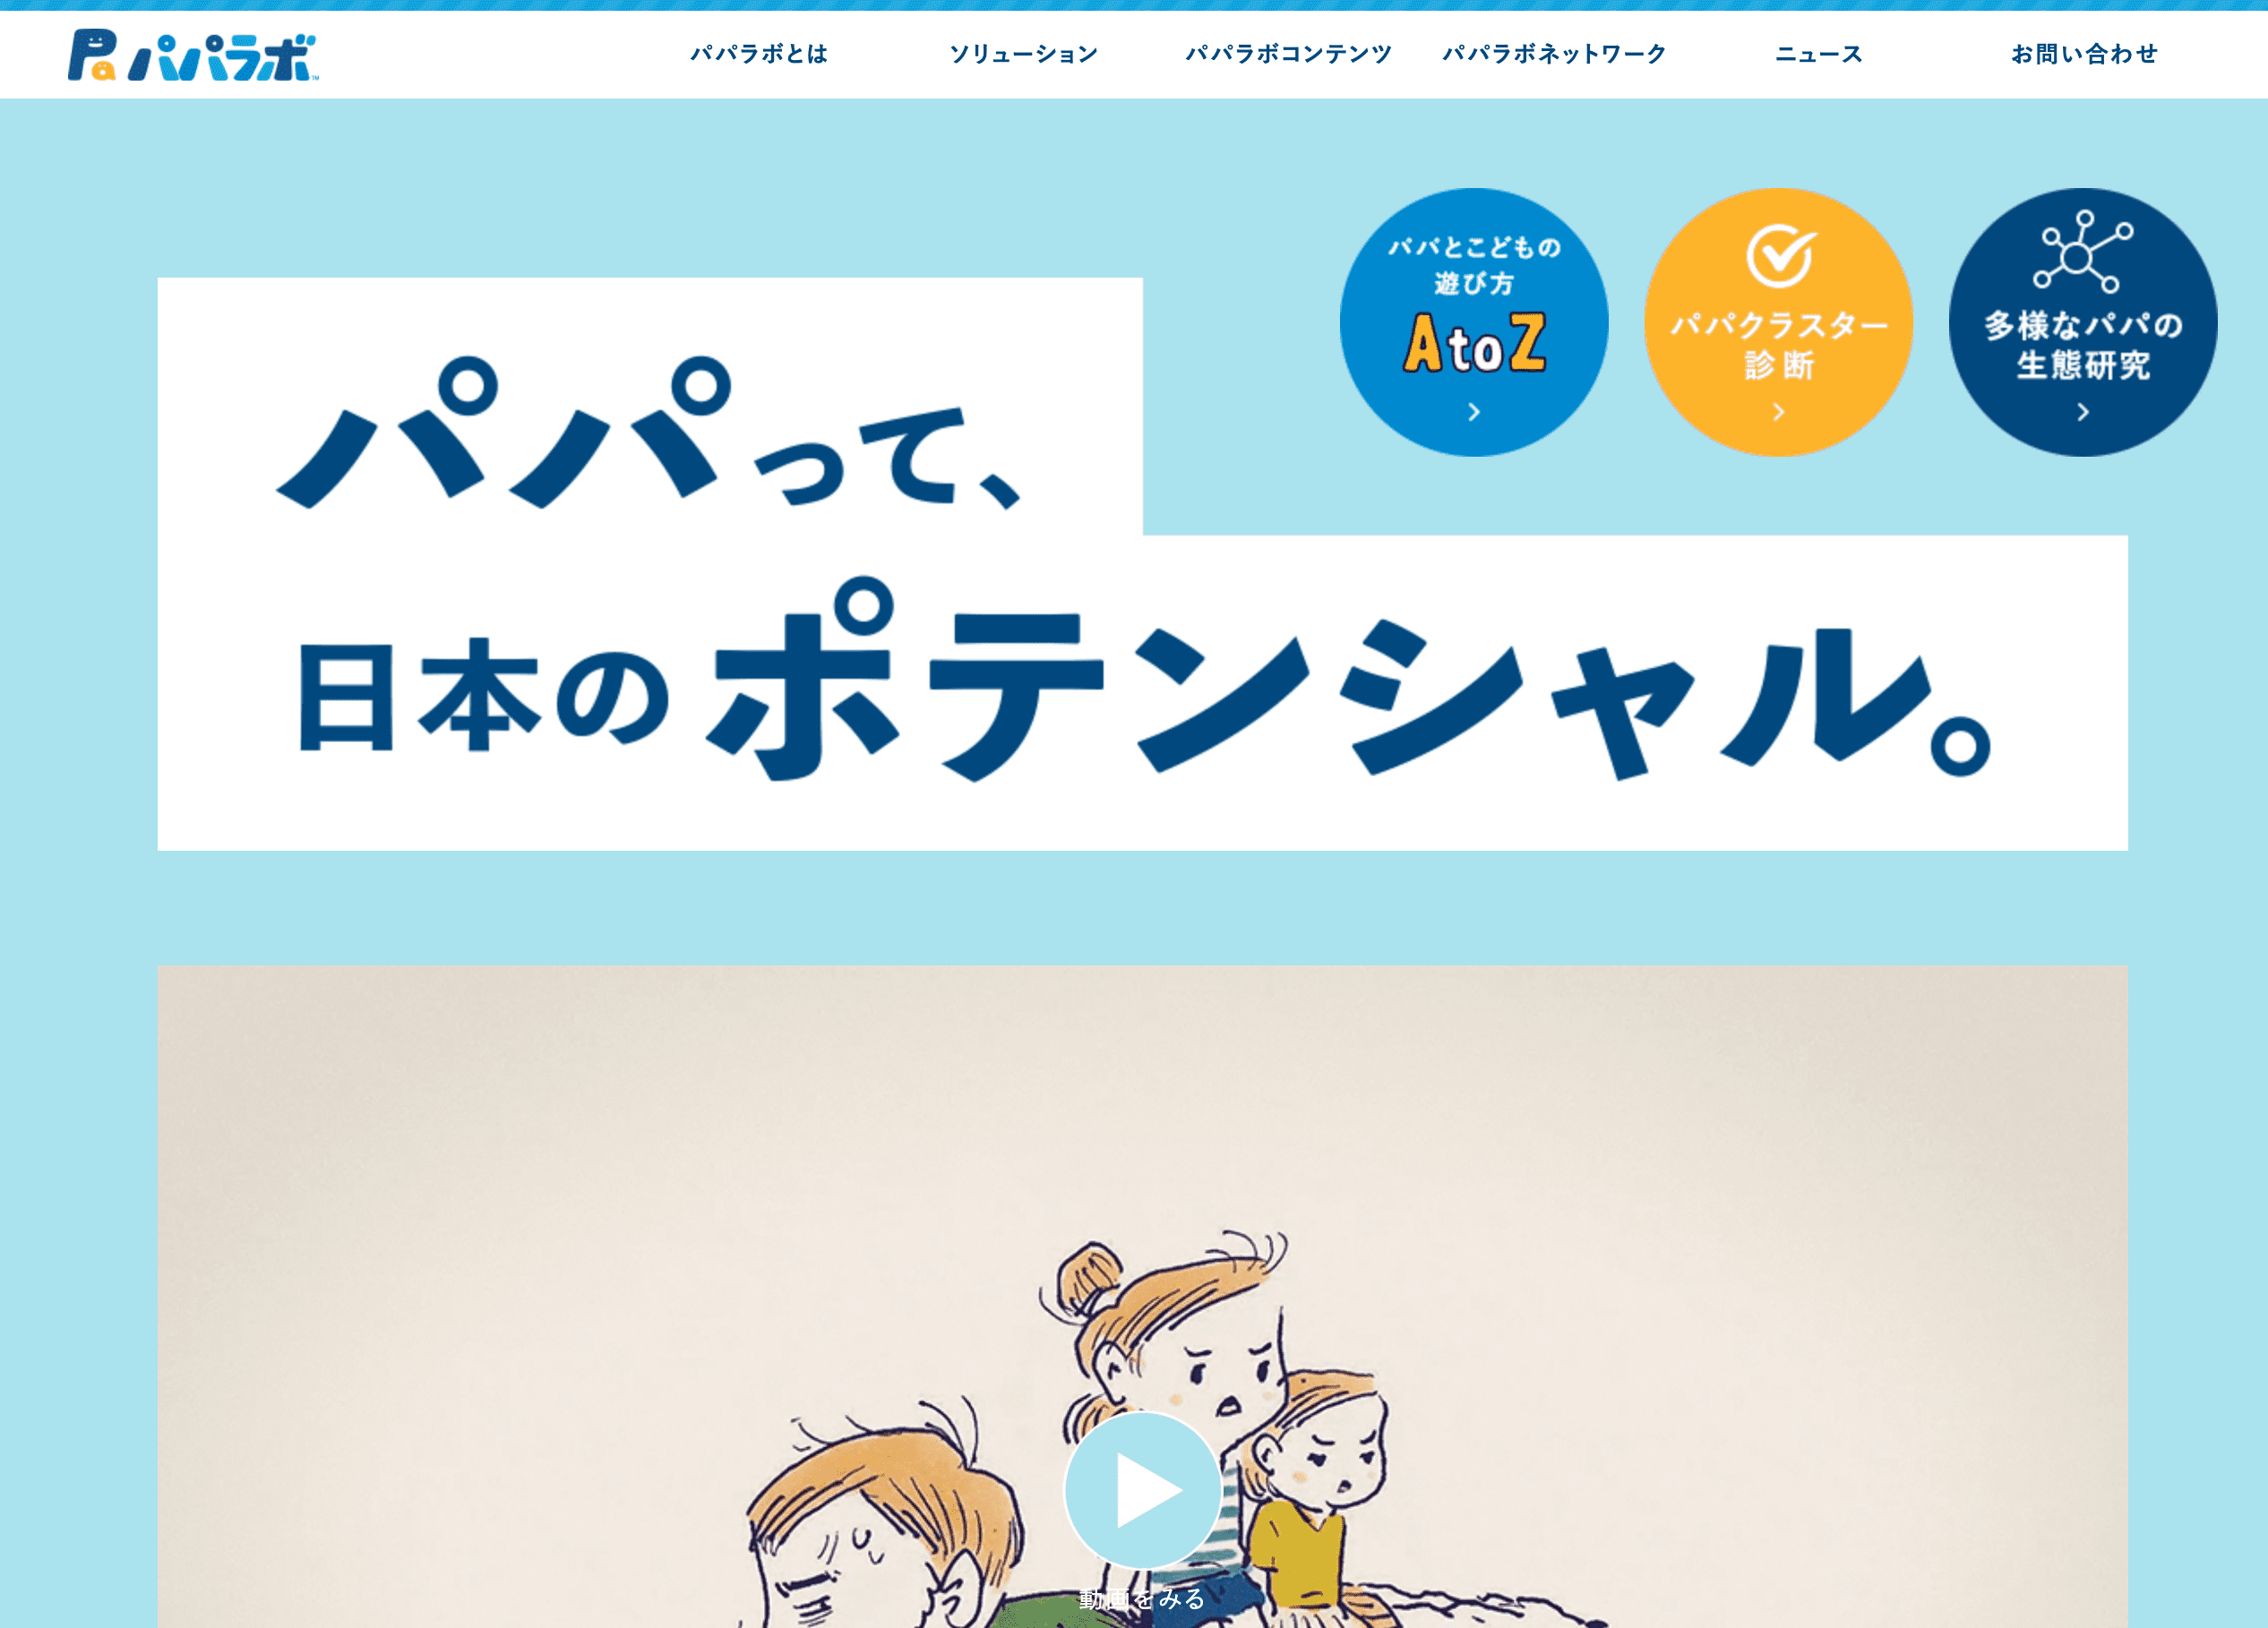 Pa パパラボ™
パパラボとは
ソリューション
パパラボコンテンツ
パパラボネットワーク
ニュース
お問い合わせ
パパとこどもの
遊び方
AtoZ
パパクラスター
診断
多様なパパの
生態研究
パパって、
日本のポテンシャル。
動画をみる